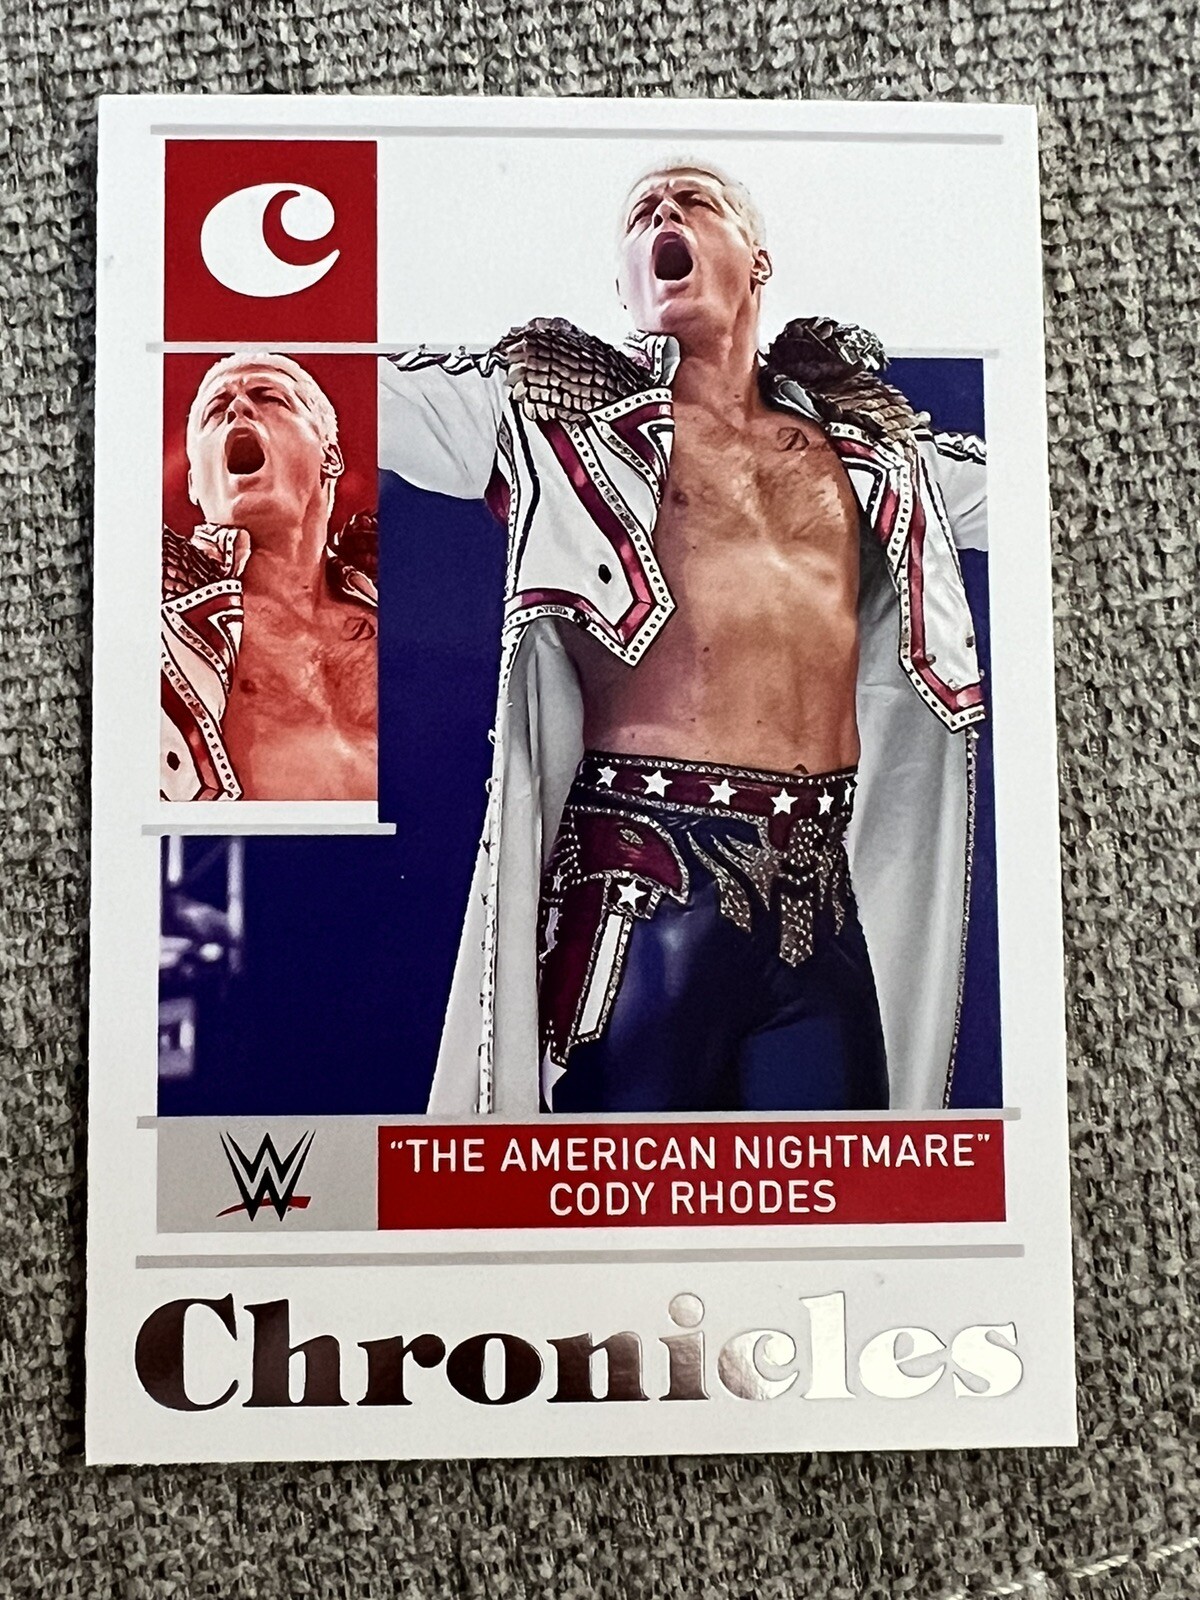 C
W
“THE AMERICAN NIGHTMARE”
CODY RHODES
Chronicles